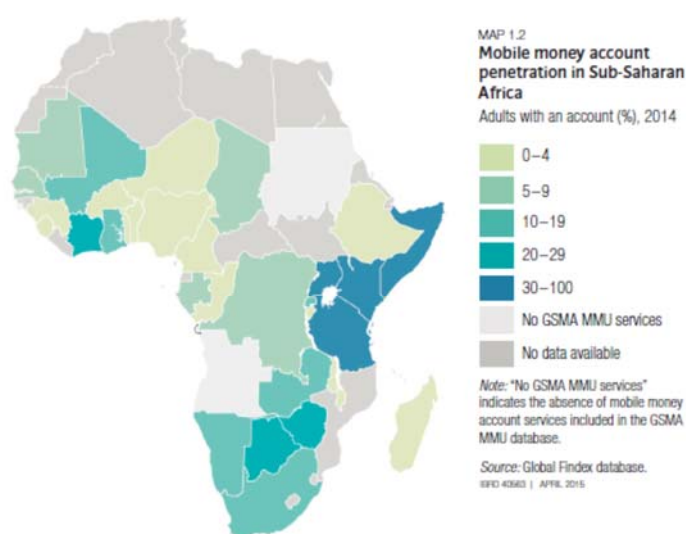 MAP 1.2
Mobile money account
penetration in Sub-Saharan
Africa
Adults with an account (%), 2014
0–4
5–9
10–19
20–29
30–100
No GSMA MMU services
No data available
Note: “No GSMA MMU services”
indicates the absence of mobile money
account services included in the GSMA
MMU database.
Source: Global Findex database.
IBRD 40563 | APRIL 2015